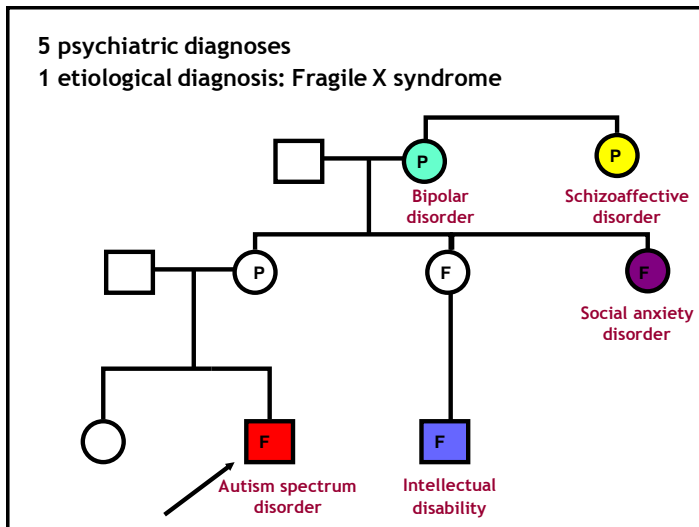 5 psychiatric diagnoses
1 etiological diagnosis: Fragile X syndrome
P
P
Bipolar
disorder
Schizoaffective
disorder
P
F
F
Social anxiety
disorder
F
F
Autism spectrum
disorder
Intellectual
disability